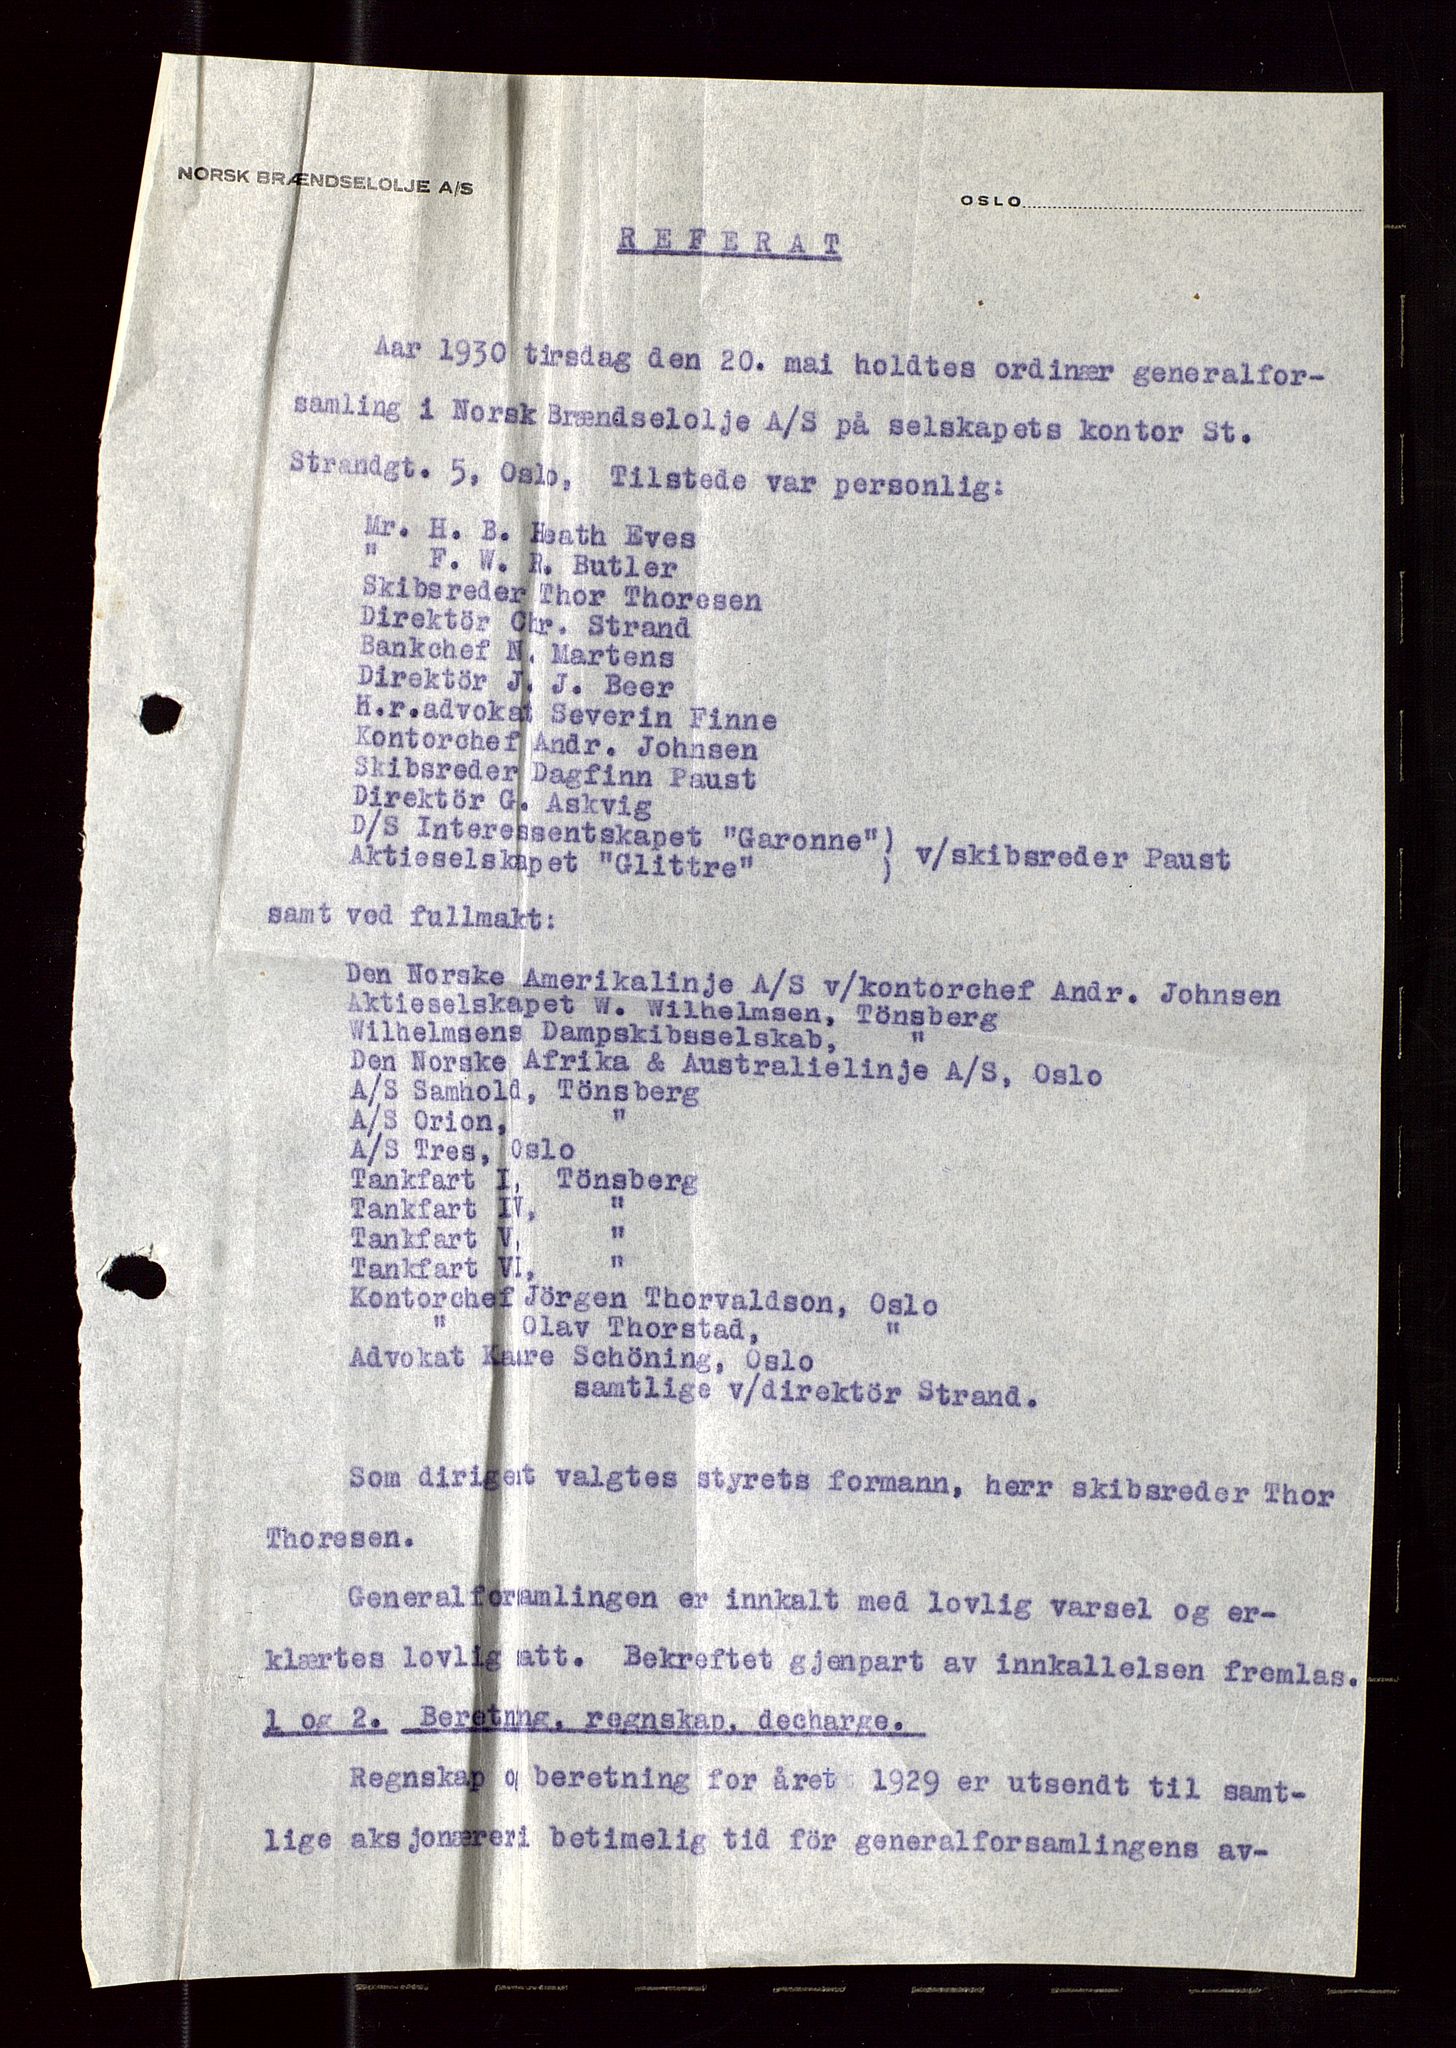 NORSK BRÆNDSELOLJE A/S
OSLO
REFERAT
Aar 1930 tirsdag den 20. mai holdtes ordinær generalfor-
samling i Norsk Brændselolje A/S på selskapets kontor St.
Strandgt. 5, Oslo. Tilstede var personlig:
Mr. H. B. Heath Eves
" F. W. R. Butler
Skibsreder Thor Thoresen
Direktör Chr. Strand
Bankchef N. Martens
Direktör J. J. Beer
H.r.advokat Severin Finne
Kontorchef Andr. Johnsen
Skibsreder Dagfinn Paust
Direktör G. Askvig
D/S Interessentskapet "Garonne")
Aktieselskapet "Glittre" ) v/skibsreder Paust
samt ved fullmakt:
Den Norske Amerikalinje A/S v/kontorchef Andr. Johnsen
Aktieselskapet W. Wilhelmsen, Tönsberg
Wilhelmsens Dampskibsselskab, "
Den Norske Afrika & Australielinje A/S, Oslo
A/S Samhold, Tönsberg
A/S Orion, "
A/S Tres, Oslo
Tankfart I, Tönsberg
Tankfart IV, "
Tankfart V, "
Tankfart VI, "
Kontorchef Jörgen Thorvaldson, Oslo
" Olav Thorstad, "
Advokat Kaare Schöning, Oslo
samtlige v/direktör Strand.
Som dirigent valgtes styrets formann, herr skibsreder Thor
Thoresen.
Generalforsamlingen er innkalt med lovlig varsel og er-
klærtes lovlig satt. Bekreftet gjenpart av innkallelsen fremlas.
1 og 2. Beretning, regnskap, decharge.
Regnskap og beretning for året 1929 er utsendt til samt-
lige aksjonærer i betimelig tid för generalforsamlingens av-